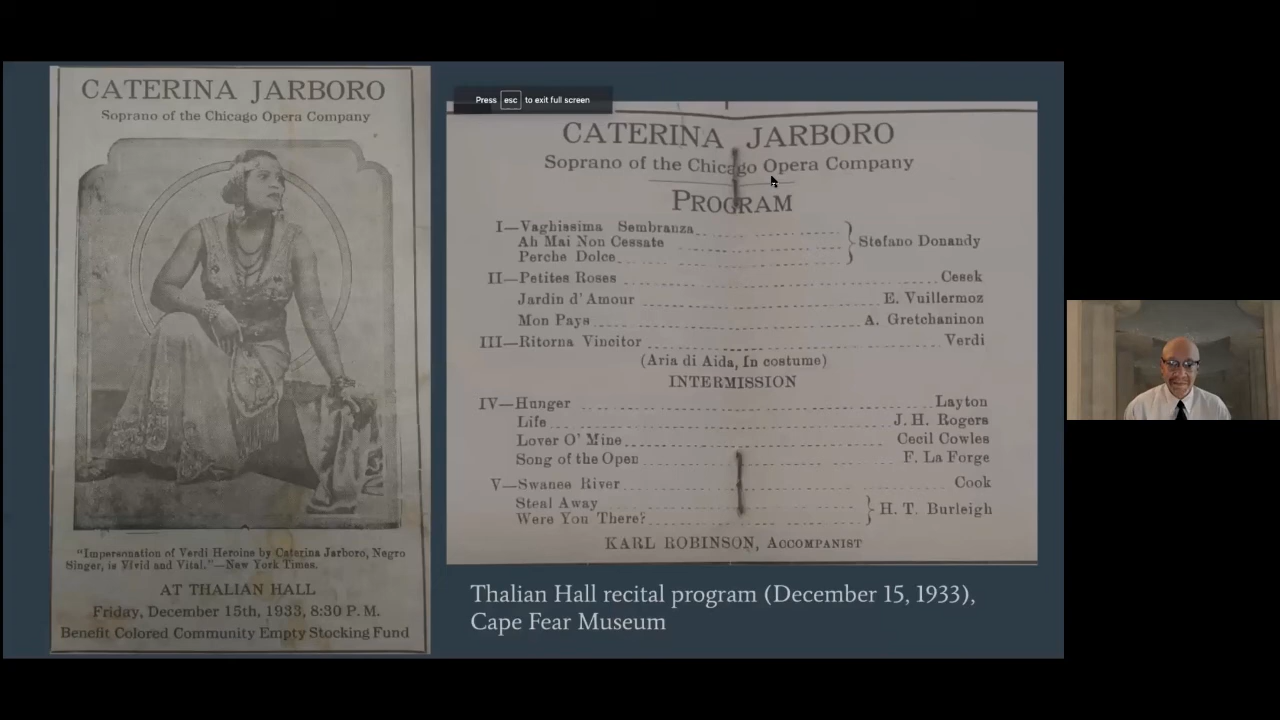 CATERINA JARBORO
Soprano of the Chicago Opera Company
"Impersonation of Verdi Heroine by Caterina Jarboro, Negro
Singer, is Vivid and Vital."—New York Times.
AT THALIAN HALL
Friday, December 15th, 1933, 8:30 P. M.
Benefit Colored Community Empty Stocking Fund
Press esc to exit full screen
CATERINA JARBORO
Soprano of the Chicago Opera Company
PROGRAM
I—Vaghissima Sembranza
Ah Mai Non Cessate
Perche Dolce
Stefano Donandy
II—Petites Roses Cesek
Jardin d'Amour E. Vuillermoz
Mon Pays A. Gretchaninon
III—Ritorna Vincitor Verdi
(Aria di Aida, In costume)
INTERMISSION
IV—Hunger Layton
Life J. H. Rogers
Lover O' Mine Cecil Cowles
Song of the Open F. La Forge
V—Swanee River Cook
Steal Away
Were You There?
H. T. Burleigh
KARL ROBINSON, ACCOMPANIST
Thalian Hall recital program (December 15, 1933),
Cape Fear Museum